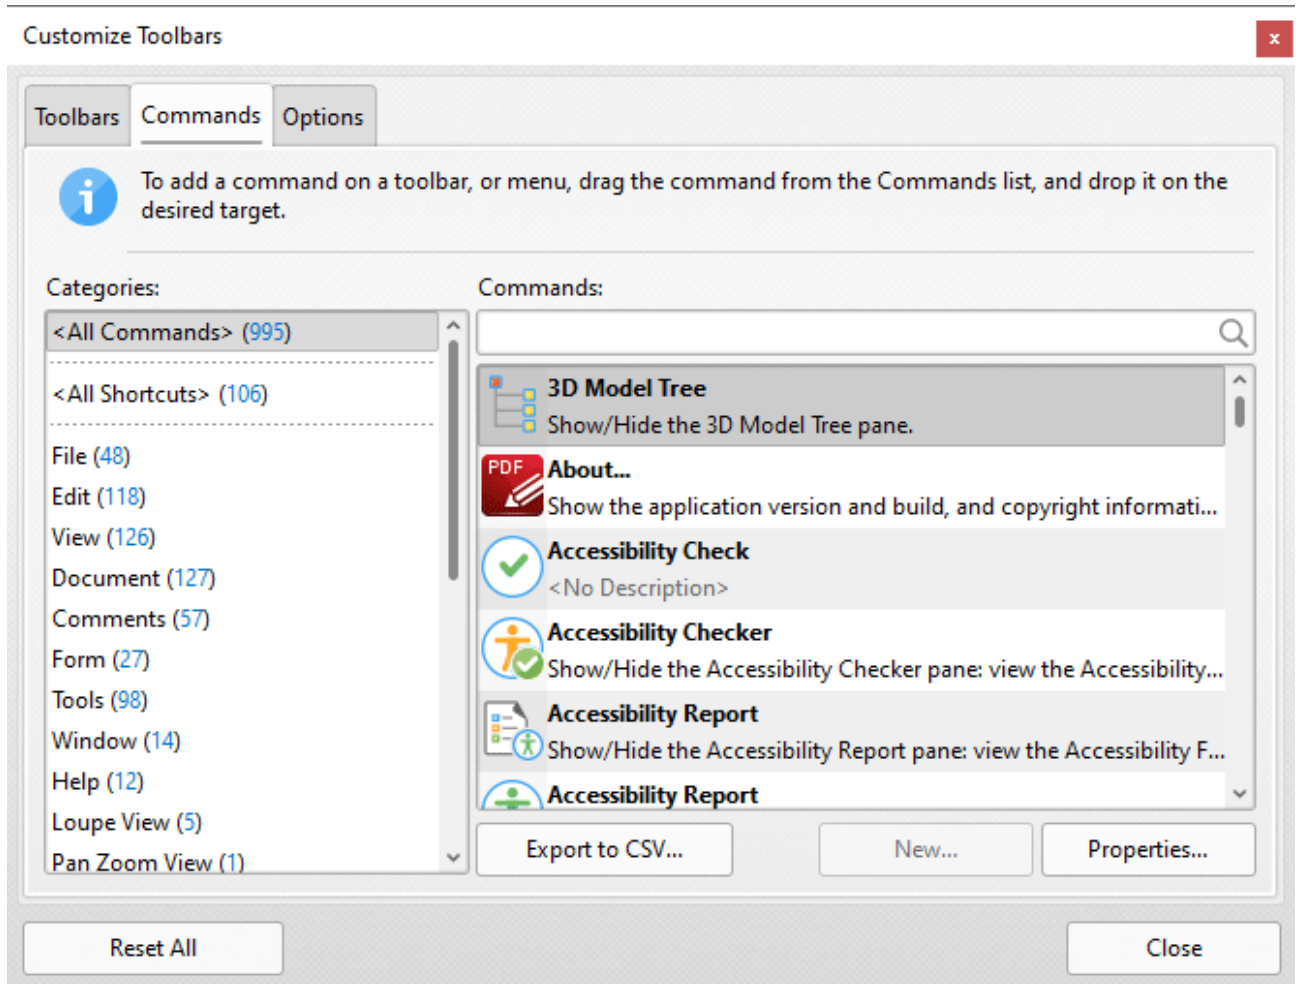 Customize Toolbars
x
Toolbars Commands Options
To add a command on a toolbar, or menu, drag the command from the Commands list, and drop it on the
desired target.
Categories:
<All Commands> (995)
<All Shortcuts> (106)
File (48)
Edit (118)
View (126)
Document (127)
Comments (57)
Form (27)
Tools (98)
Window (14)
Help (12)
Loupe View (5)
Pan Zoom View (1)
Commands:
3D Model Tree
Show/Hide the 3D Model Tree pane.
PDF
About...
Show the application version and build, and copyright informati...
Accessibility Check
<No Description>
Accessibility Checker
Show/Hide the Accessibility Checker pane: view the Accessibility...
Accessibility Report
Show/Hide the Accessibility Report pane: view the Accessibility F...
Accessibility Report
Export to CSV... New... Properties...
Reset All Close